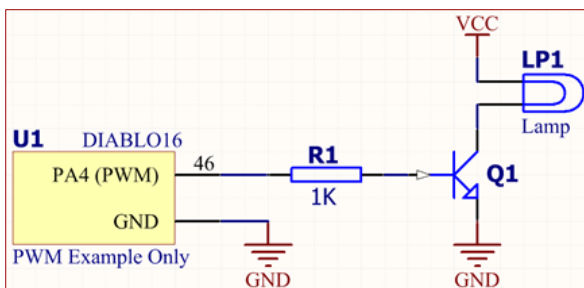 VCC
LP1
Lamp
U1 DIABLO16
PA4 (PWM) 46
R1
1K
Q1
GND
PWM Example Only
GND
GND